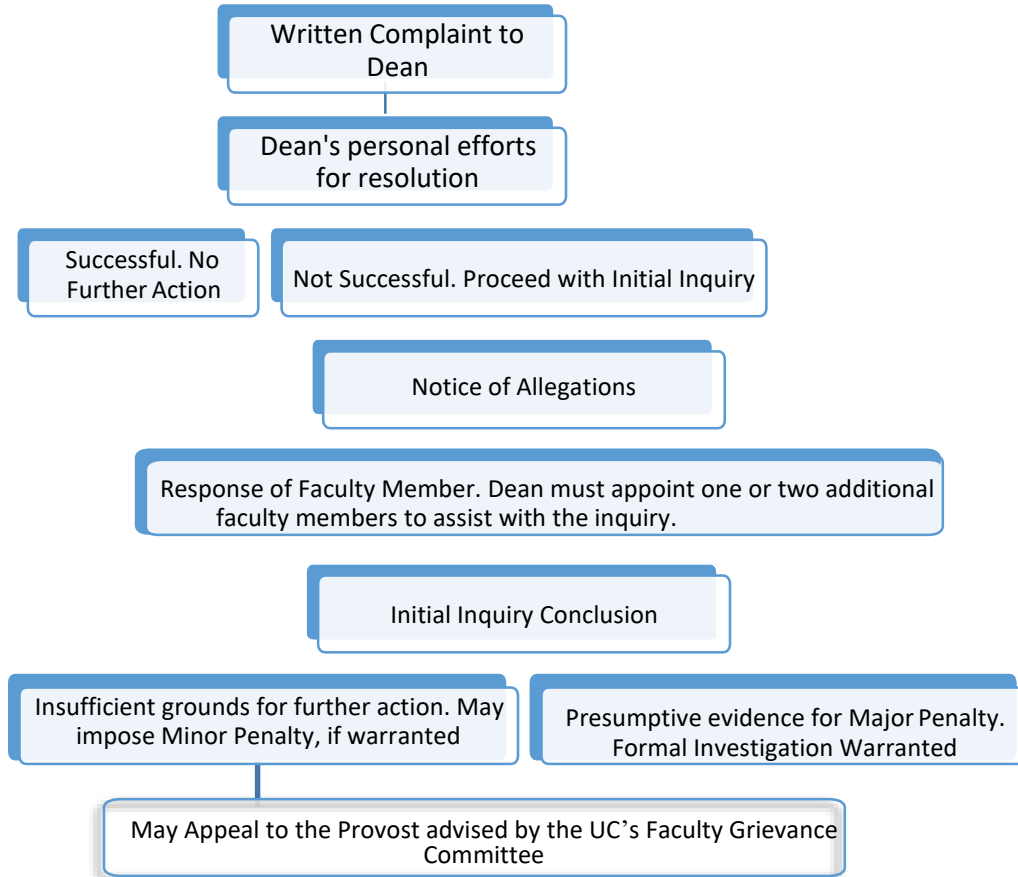 Written Complaint to
Dean
Dean's personal efforts
for resolution
Successful. No
Further Action
Not Successful. Proceed with Initial Inquiry
Notice of Allegations
Response of Faculty Member. Dean must appoint one or two additional
faculty members to assist with the inquiry.
Initial Inquiry Conclusion
Insufficient grounds for further action. May
impose Minor Penalty, if warranted
Presumptive evidence for Major Penalty.
Formal Investigation Warranted
May Appeal to the Provost advised by the UC’s Faculty Grievance
Committee